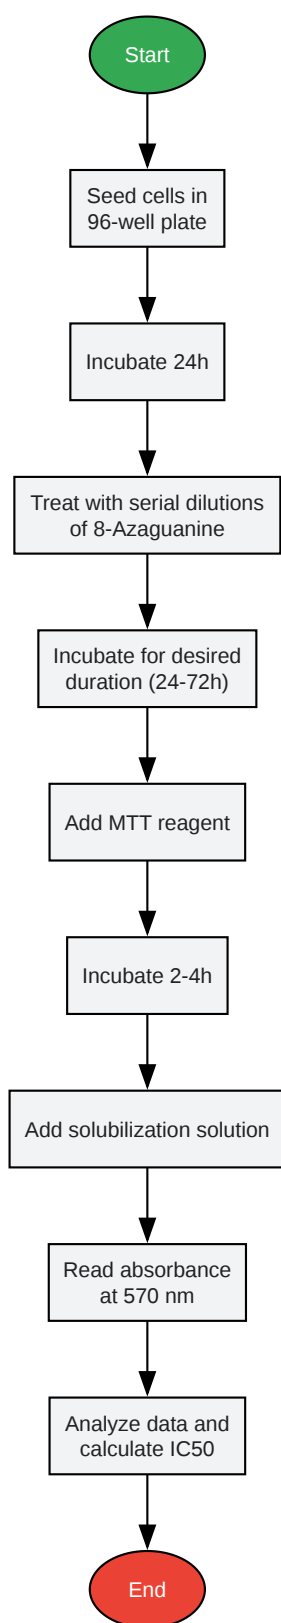 Start
Seed cells in
96-well plate
Incubate 24h
Treat with serial dilutions
of 8-Azaguanine
Incubate for desired
duration (24-72h)
Add MTT reagent
Incubate 2-4h
Add solubilization solution
Read absorbance
at 570 nm
Analyze data and
calculate IC50
End